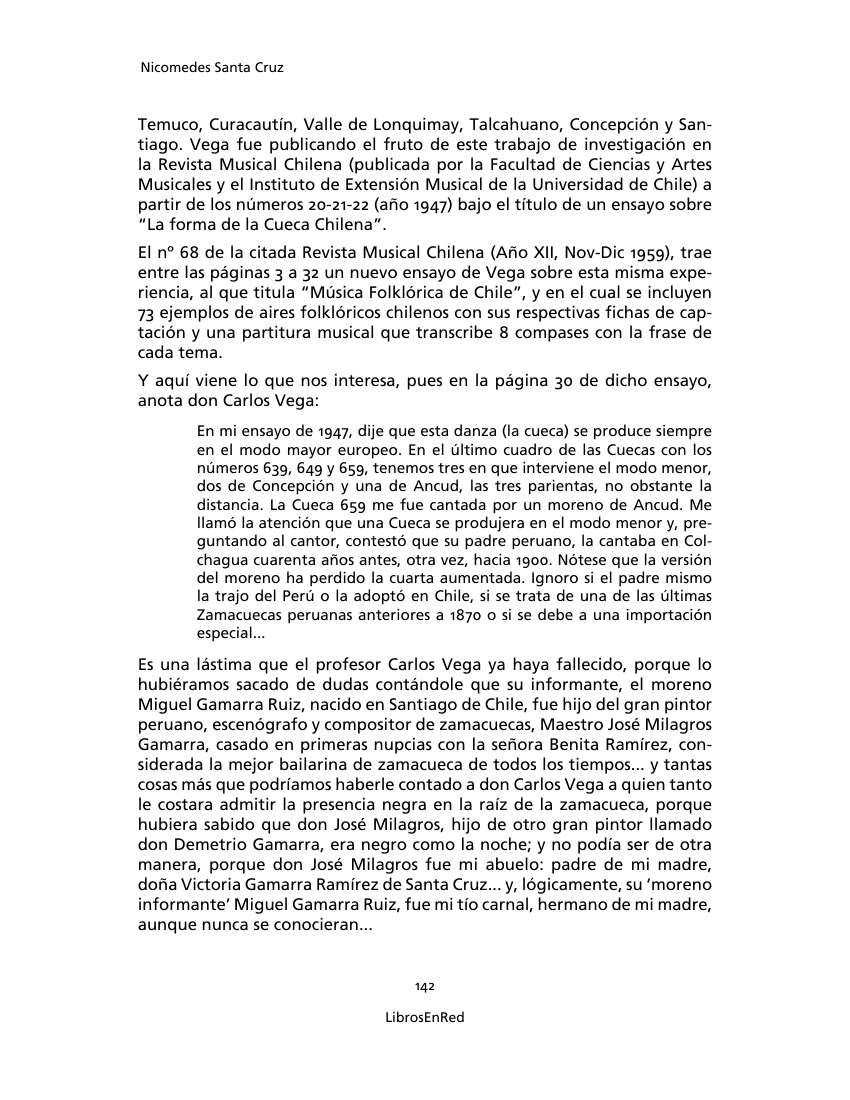 Nicomedes Santa Cruz
Temuco, Curacautín, Valle de Lonquimay, Talcahuano, Concepción y San-
tiago. Vega fue publicando el fruto de este trabajo de investigación en
la Revista Musical Chilena (publicada por la Facultad de Ciencias y Artes
Musicales y el Instituto de Extensión Musical de la Universidad de Chile) a
partir de los números 20-21-22 (año 1947) bajo el título de un ensayo sobre
“La forma de la Cueca Chilena”.
El nº 68 de la citada Revista Musical Chilena (Año XII, Nov-Dic 1959), trae
entre las páginas 3 a 32 un nuevo ensayo de Vega sobre esta misma expe-
riencia, al que titula “Música Folklórica de Chile”, y en el cual se incluyen
73 ejemplos de aires folklóricos chilenos con sus respectivas fichas de cap-
tación y una partitura musical que transcribe 8 compases con la frase de
cada tema.
Y aquí viene lo que nos interesa, pues en la página 30 de dicho ensayo,
anota don Carlos Vega:
En mi ensayo de 1947, dije que esta danza (la cueca) se produce siempre
en el modo mayor europeo. En el último cuadro de las Cuecas con los
números 639, 649 y 659, tenemos tres en que interviene el modo menor,
dos de Concepción y una de Ancud, las tres parientas, no obstante la
distancia. La Cueca 659 me fue cantada por un moreno de Ancud. Me
llamó la atención que una Cueca se produjera en el modo menor y, pre-
guntando al cantor, contestó que su padre peruano, la cantaba en Col-
chagua cuarenta años antes, otra vez, hacia 1900. Nótese que la versión
del moreno ha perdido la cuarta aumentada. Ignoro si el padre mismo
la trajo del Perú o la adoptó en Chile, si se trata de una de las últimas
Zamacuecas peruanas anteriores a 1870 o si se debe a una importación
especial...
Es una lástima que el profesor Carlos Vega ya haya fallecido, porque lo
hubiéramos sacado de dudas contándole que su informante, el moreno
Miguel Gamarra Ruiz, nacido en Santiago de Chile, fue hijo del gran pintor
peruano, escenógrafo y compositor de zamacuecas, Maestro José Milagros
Gamarra, casado en primeras nupcias con la señora Benita Ramírez, con-
siderada la mejor bailarina de zamacueca de todos los tiempos... y tantas
cosas más que podríamos haberle contado a don Carlos Vega a quien tanto
le costara admitir la presencia negra en la raíz de la zamacueca, porque
hubiera sabido que don José Milagros, hijo de otro gran pintor llamado
don Demetrio Gamarra, era negro como la noche; y no podía ser de otra
manera, porque don José Milagros fue mi abuelo: padre de mi madre,
doña Victoria Gamarra Ramírez de Santa Cruz... y, lógicamente, su ‘moreno
informante’ Miguel Gamarra Ruiz, fue mi tío carnal, hermano de mi madre,
aunque nunca se conocieran...
142
LibrosEnRed